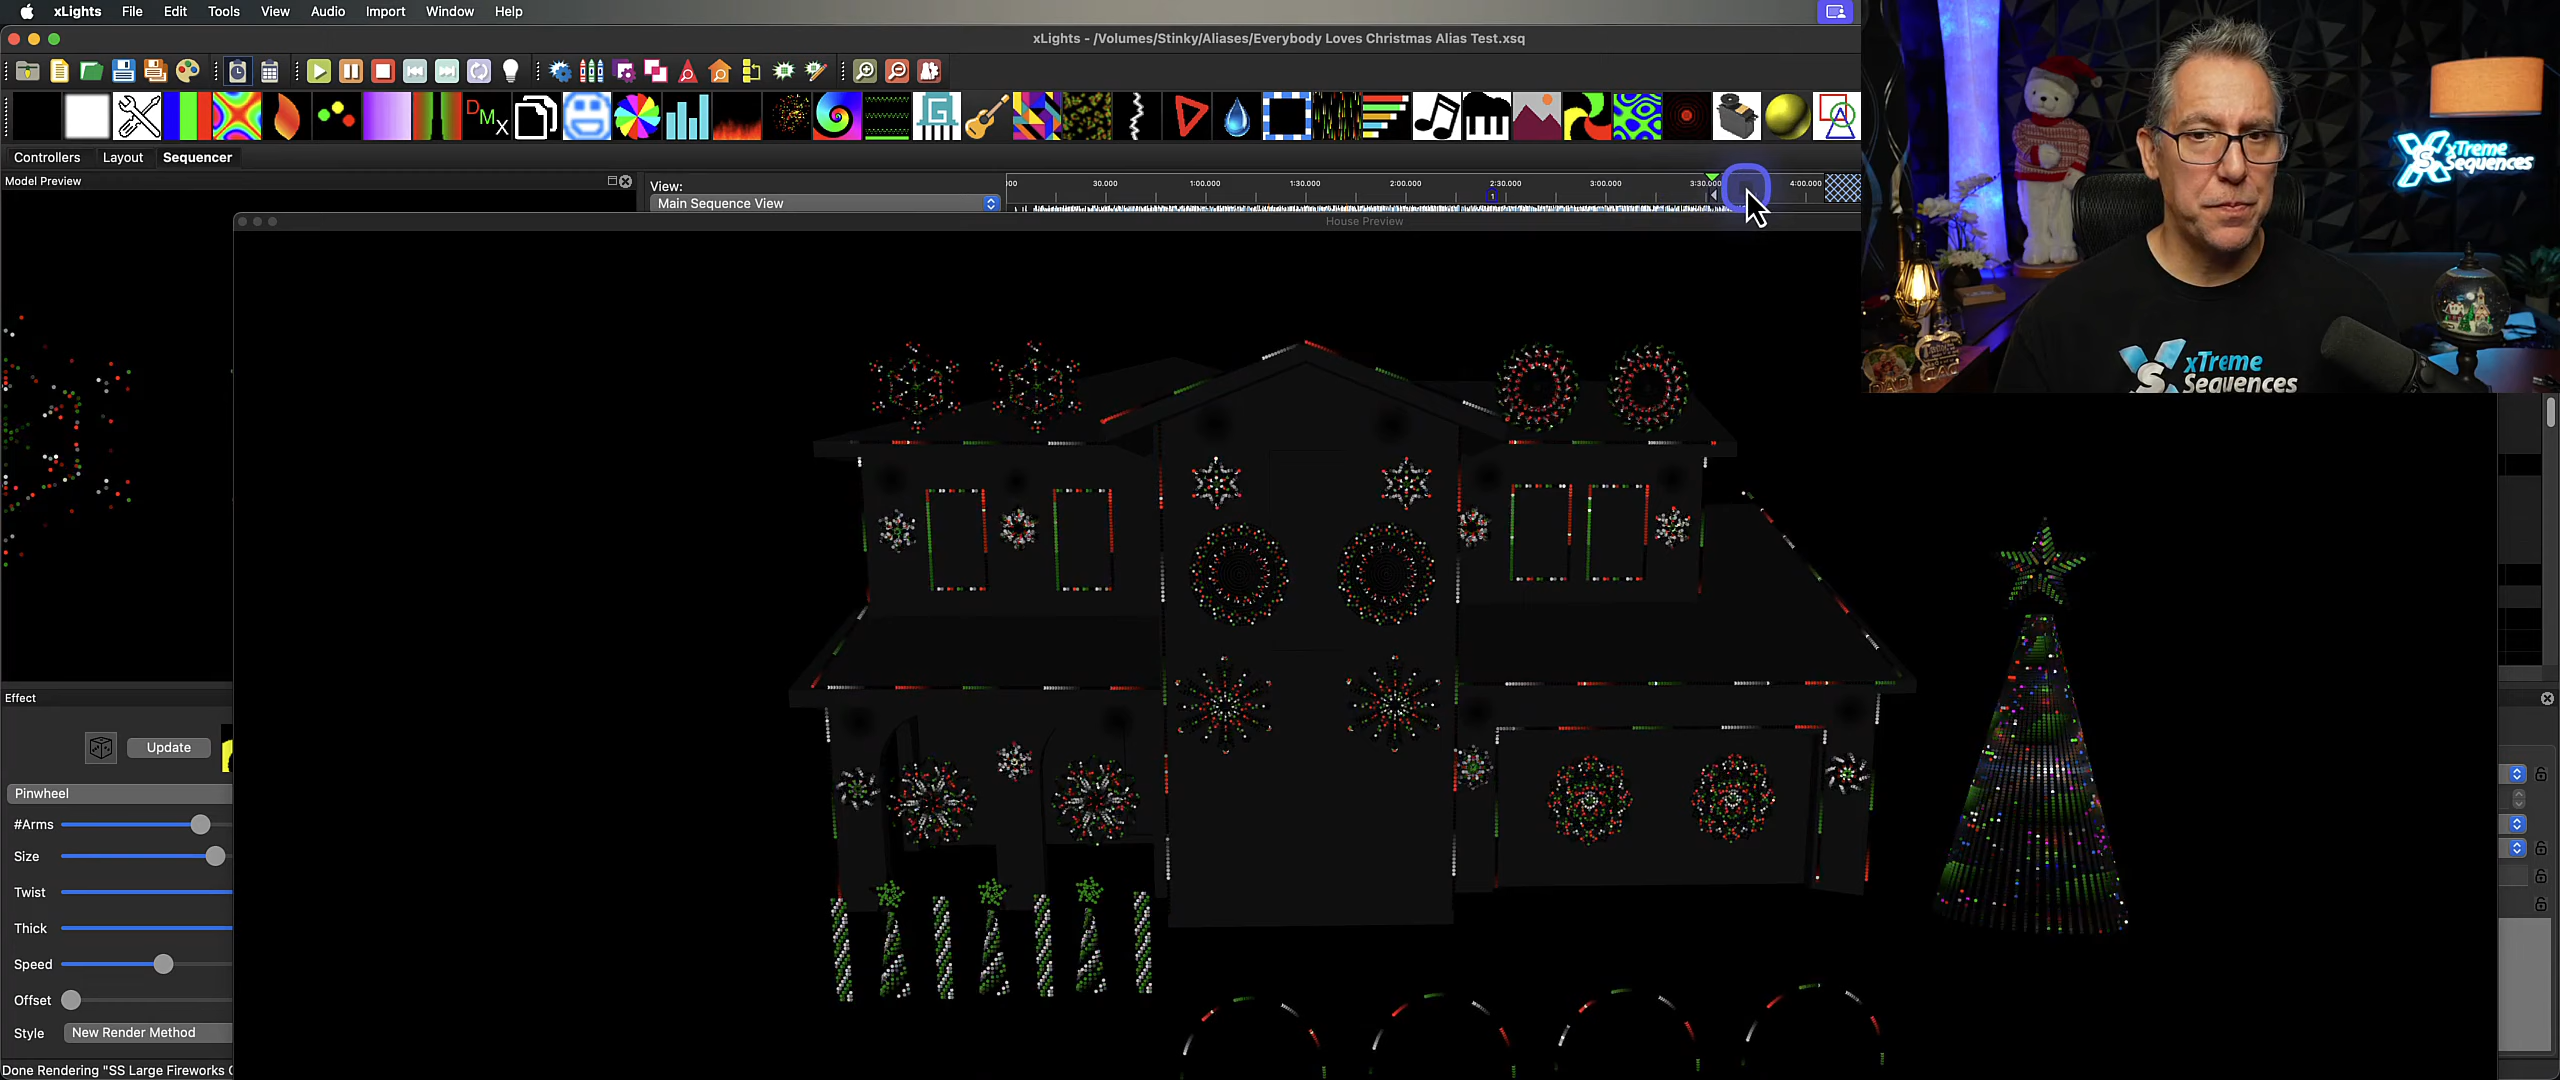 xLights File Edit Tools View Audio Import Window Help
xLights - /Volumes/Stinky/Aliases/Everybody Loves Christmas Alias Test.xsq
DMX
Controllers Layout Sequencer
Model Preview
View:
Main Sequence View
00 30.000 1:00.000 1:30.000 2:00.000 2:30.000 3:00.000 3:30.000 4:00.000
1
House Preview
xTreme
Sequences
xTreme
Sequences
Effect
Update
Pinwheel
#Arms
Size
Twist
Thick
Speed
Offset
Style New Render Method
Done Rendering "SS Large Fireworks